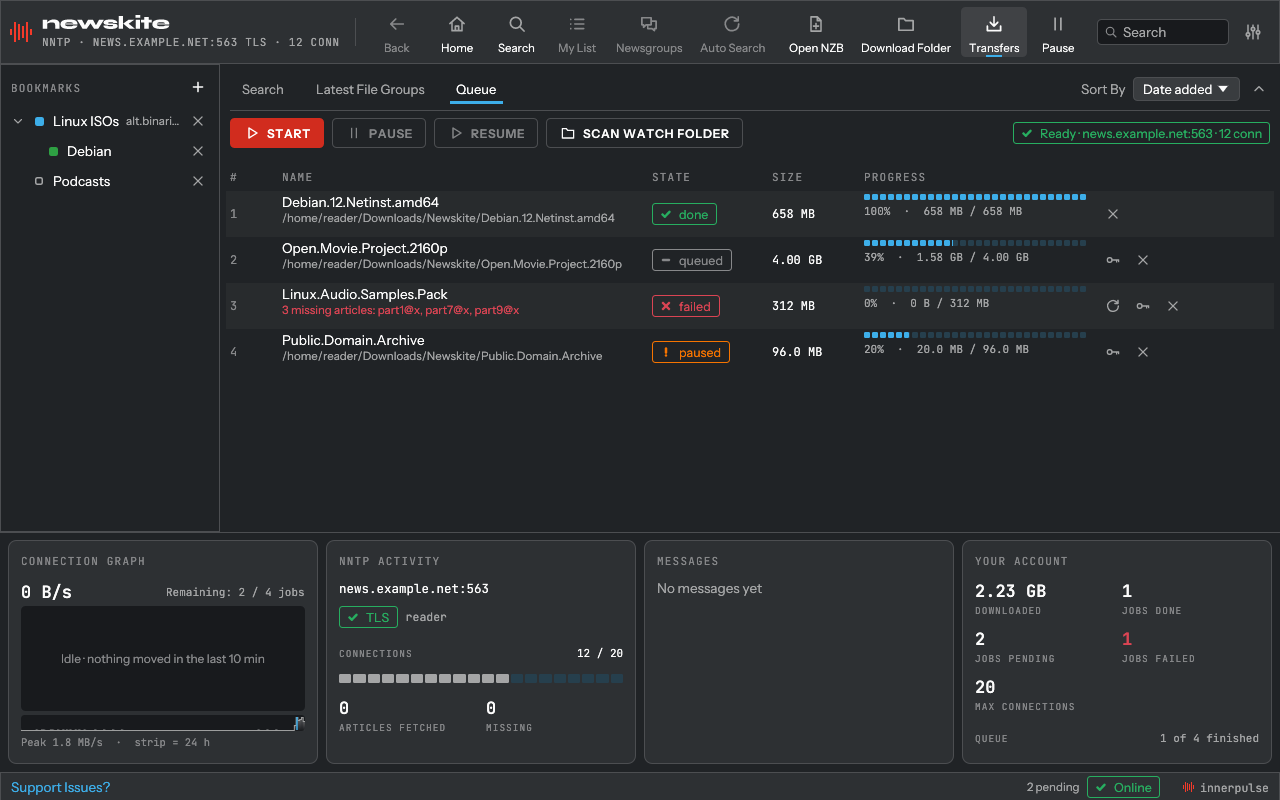 newskite
NNTP · NEWS.EXAMPLE.NET:563 TLS · 12 CONN
Back
Home
Search
My List
Newsgroups
Auto Search
Open NZB
Download Folder
Transfers
Pause
Search
BOOKMARKS
Linux ISOs alt.binari...
Debian
Podcasts
Search
Latest File Groups
Queue
Sort By
Date added
START
PAUSE
RESUME
SCAN WATCH FOLDER
Ready · news.example.net:563 · 12 conn
# NAME STATE SIZE PROGRESS
1
Debian.12.Netinst.amd64
/home/reader/Downloads/Newskite/Debian.12.Netinst.amd64
done
658 MB
100% · 658 MB / 658 MB
2
Open.Movie.Project.2160p
/home/reader/Downloads/Newskite/Open.Movie.Project.2160p
queued
4.00 GB
39% · 1.58 GB / 4.00 GB
3
Linux.Audio.Samples.Pack
3 missing articles: part1@x, part7@x, part9@x
failed
312 MB
0% · 0 B / 312 MB
4
Public.Domain.Archive
/home/reader/Downloads/Newskite/Public.Domain.Archive
paused
96.0 MB
20% · 20.0 MB / 96.0 MB
CONNECTION GRAPH
0 B/s
Remaining: 2 / 4 jobs
Idle · nothing moved in the last 10 min
Peak 1.8 MB/s · strip = 24 h
NNTP ACTIVITY
news.example.net:563
TLS
reader
CONNECTIONS
12 / 20
0
ARTICLES FETCHED
0
MISSING
MESSAGES
No messages yet
YOUR ACCOUNT
2.23 GB
DOWNLOADED
1
JOBS DONE
2
JOBS PENDING
1
JOBS FAILED
20
MAX CONNECTIONS
QUEUE
1 of 4 finished
Support Issues?
2 pending
Online
innerpulse